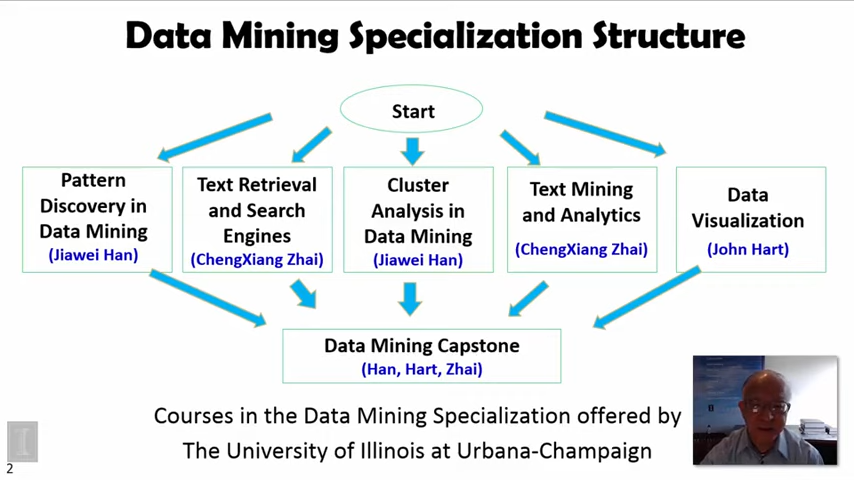 Data Mining Specialization Structure
Start
Pattern
Discovery in
Data Mining
(Jiawei Han)
Text Retrieval
and Search
Engines
(ChengXiang Zhai)
Cluster
Analysis in
Data Mining
(Jiawei Han)
Text Mining
and Analytics
(ChengXiang Zhai)
Data
Visualization
(John Hart)
Data Mining Capstone
(Han, Hart, Zhai)
Courses in the Data Mining Specialization offered by
The University of Illinois at Urbana-Champaign
I
2